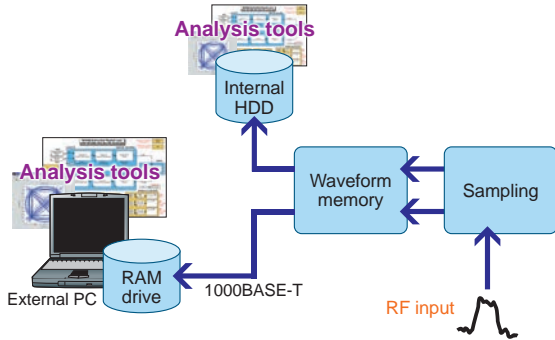 Analysis tools
Internal
HDD
Analysis tools
Waveform
memory
Sampling
RAM
drive
External PC
1000BASE-T
RF input